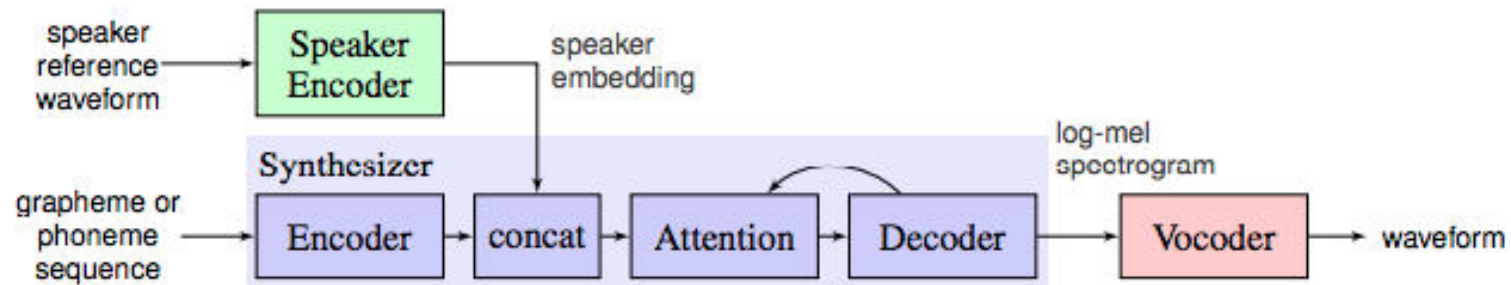 speaker
reference
waveform
Speaker
Encoder
speaker
embedding
log-mel
spectrogram
Synthesizer
grapheme or
phoneme
sequence
Encoder
concat
Attention
Decoder
Vocoder
waveform